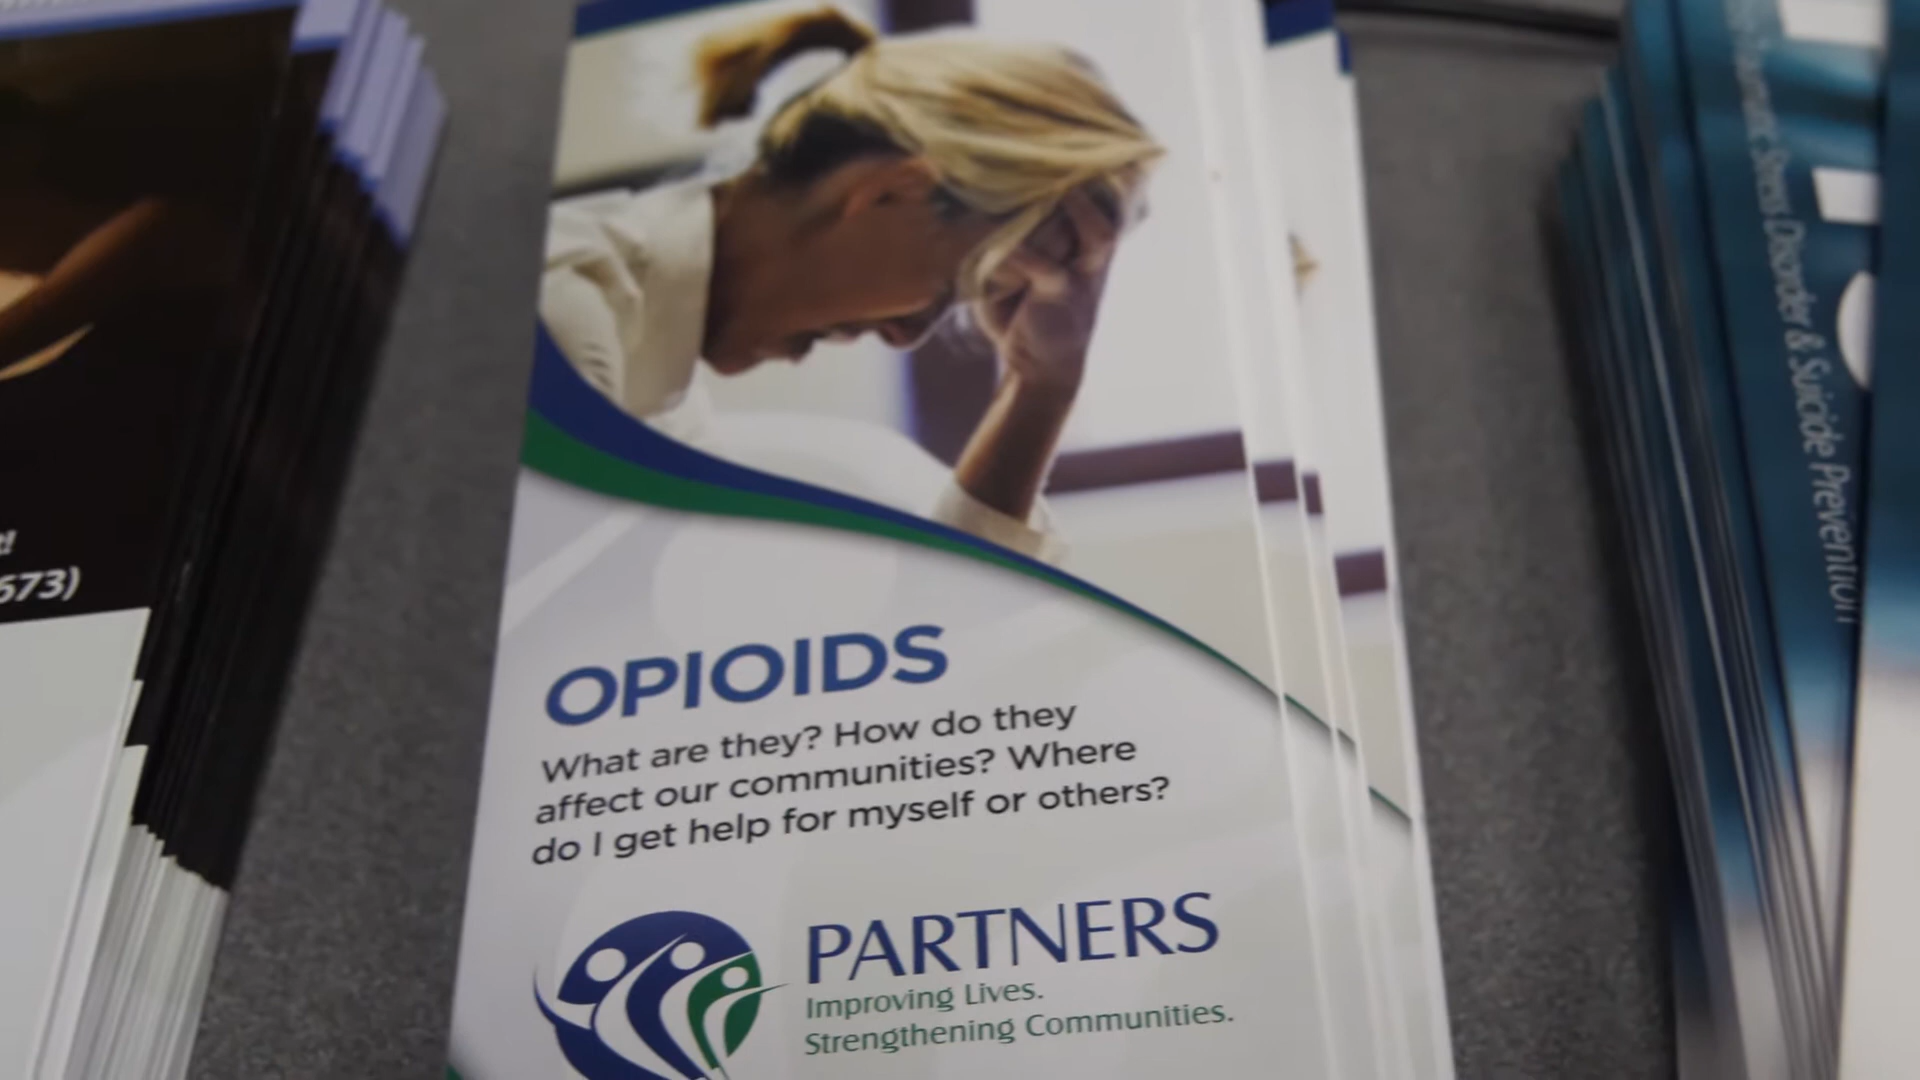 673)
OPIOIDS
What are they? How do they
affect our communities? Where
do I get help for myself or others?
PARTNERS
Improving Lives.
Strengthening Communities.
Stress Disorder & Suicide Prevention